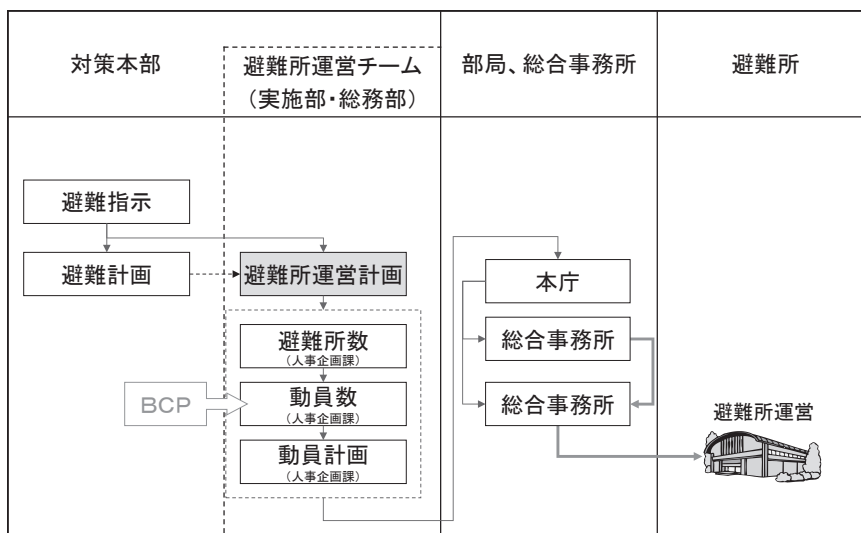 対策本部
避難所運営チーム
（実施部・総務部）
部局、総合事務所
避難所
避難指示
避難計画
避難所運営計画
本庁
避難所数
（人事企画課）
総合事務所
BCP
動員数
（人事企画課）
総合事務所
避難所運営
動員計画
（人事企画課）